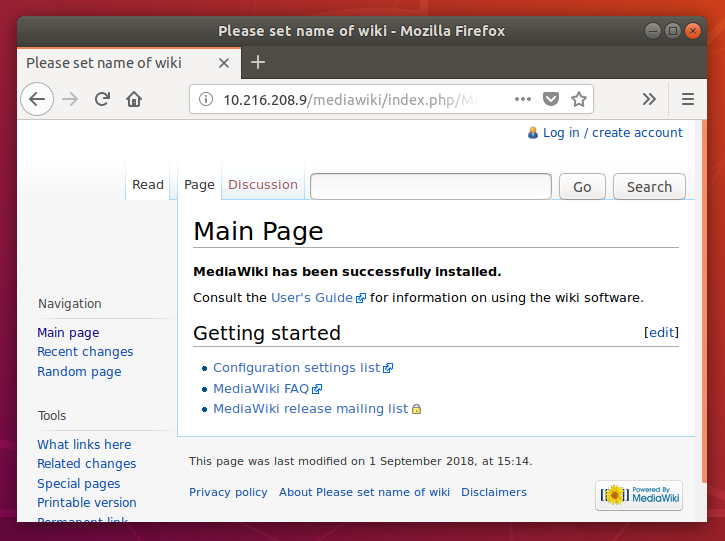 Please set name of wiki - Mozilla Firefox
Please set name of wiki
10.216.208.9/mediawiki/index.php/M
Log in / create account
Read Page Discussion
Go Search
Main Page
MediaWiki has been successfully installed.
Consult the User's Guide for information on using the wiki software.
Getting started [edit]
Configuration settings list
MediaWiki FAQ
MediaWiki release mailing list
Navigation
Main page
Recent changes
Random page
Tools
What links here
Related changes
Special pages
Printable version
Permanent link
This page was last modified on 1 September 2018, at 15:14.
Privacy policy About Please set name of wiki Disclaimers
Powered By
MediaWiki